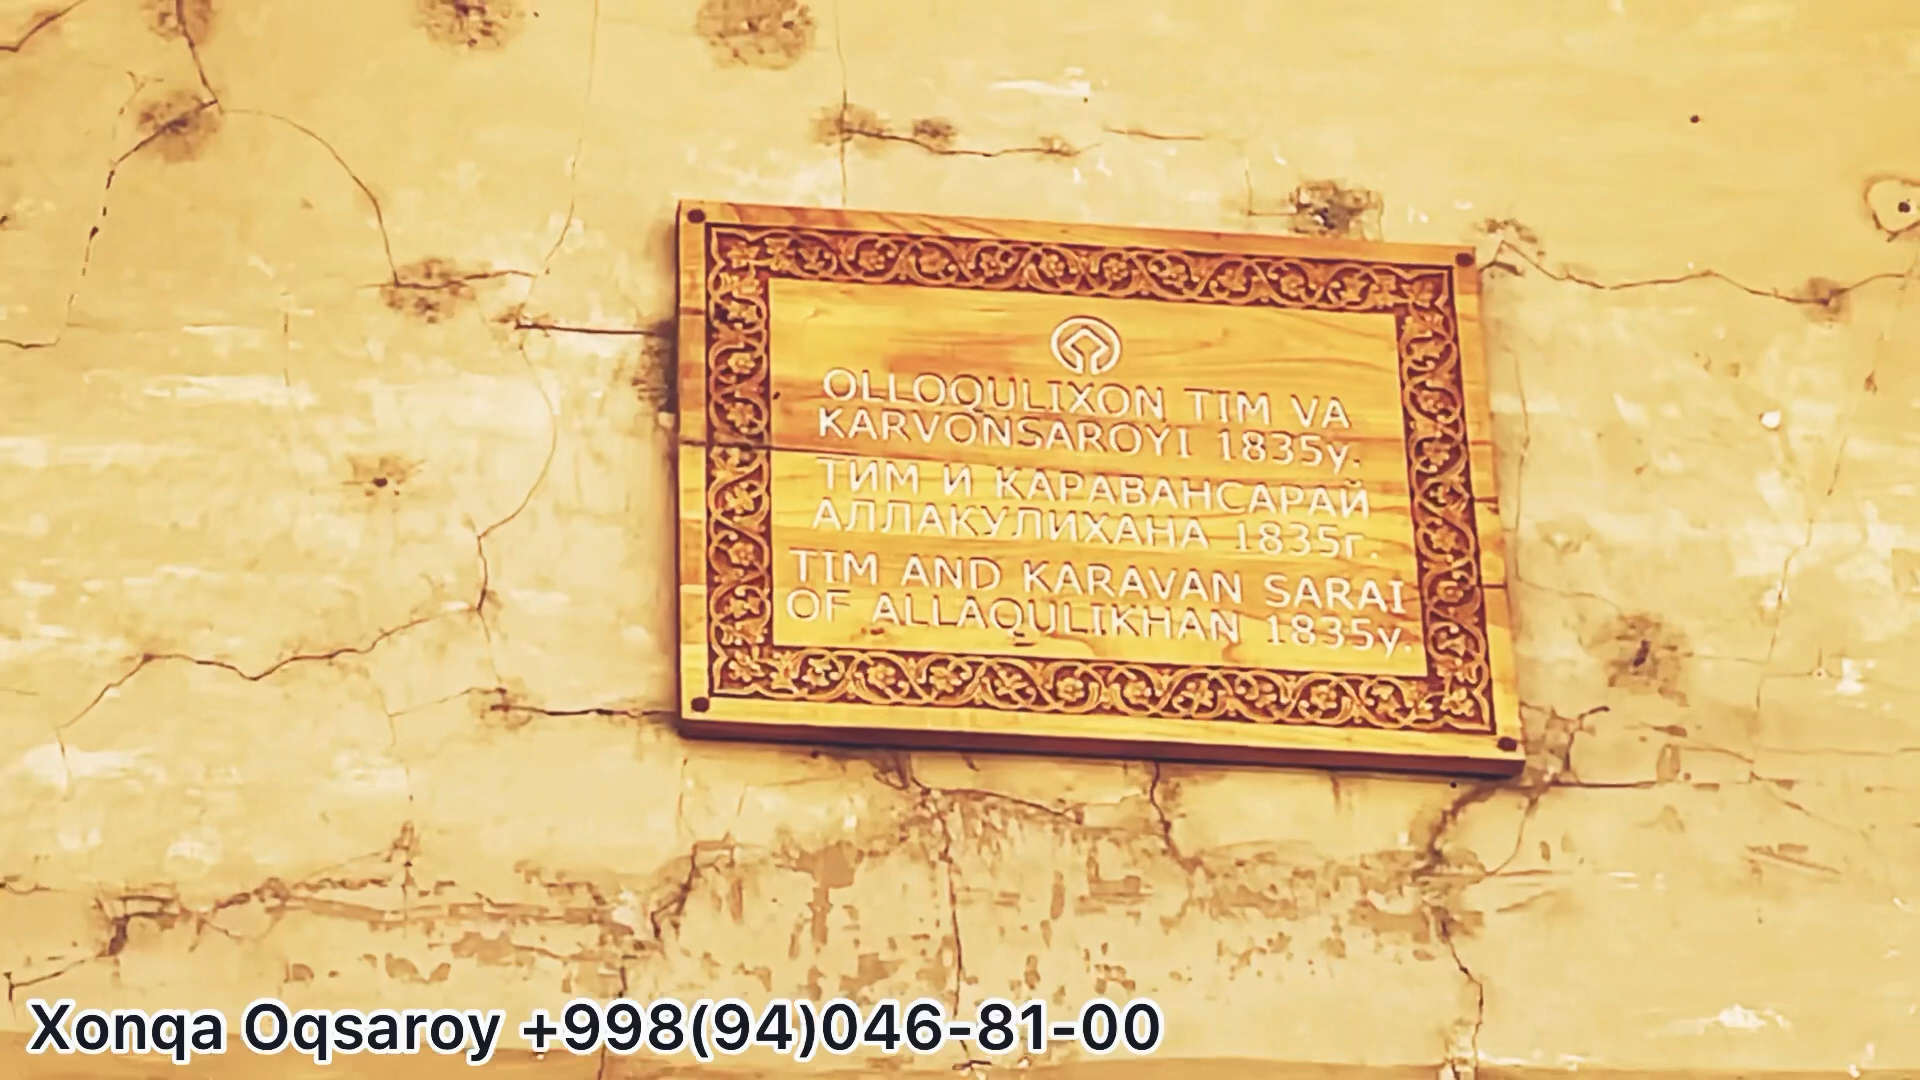 OLLOQULIXON TIM VA
KARVONSAROYI 1835y.
ТИМ И КАРАВАНСАРАЙ
АЛЛАКУЛИХАНА 1835г.
TIM AND KARAVAN SARAI
OF ALLAQULIKHAN 1835y.
Xonqa Oqsaroy +998(94)046-81-00